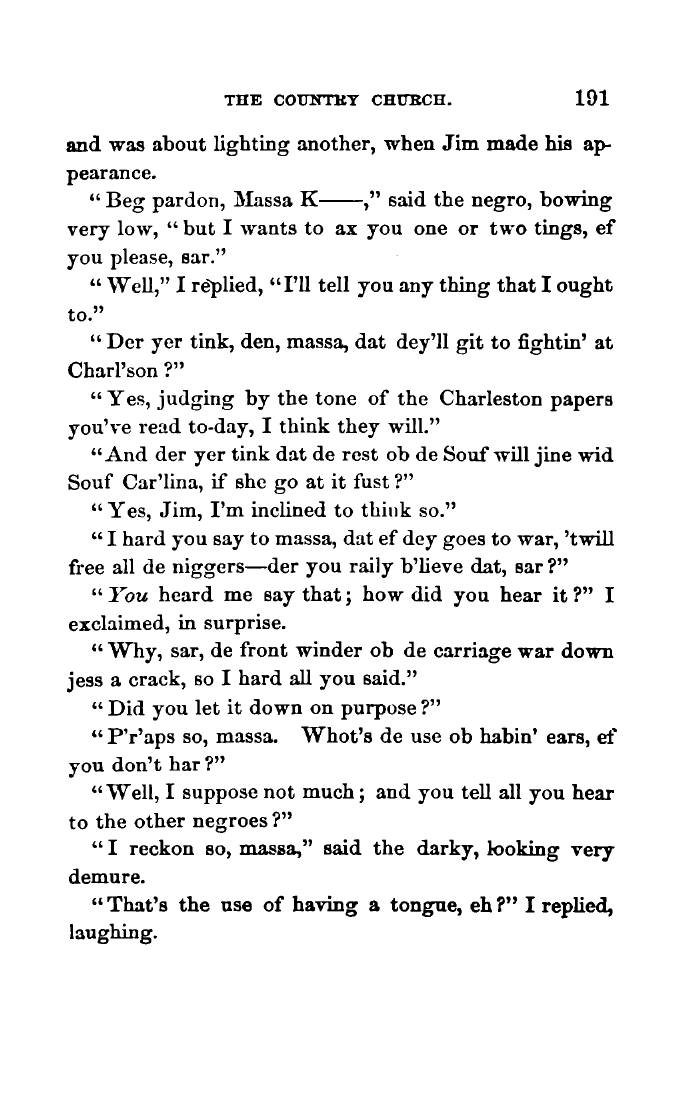 THE COUNTRY CHURCH. 191
and was about lighting another, when Jim made his ap-
pearance.
“Beg pardon, Massa K——,” said the negro, bowing
very low, “but I wants to ax you one or two tings, ef
you please, sar.”
“Well,” I replied, “I’ll tell you any thing that I ought
to.”
“Der yer tink, den, massa, dat dey’ll git to fightin’ at
Charl’son?”
“Yes, judging by the tone of the Charleston papers
you’ve read to-day, I think they will.”
“And der yer tink dat de rest ob de Souf will jine wid
Souf Car’lina, if she go at it fust?”
“Yes, Jim, I’m inclined to think so.”
“I hard you say to massa, dat ef dey goes to war, ’twill
free all de niggers—der you raily b’lieve dat, sar?”
“You heard me say that; how did you hear it?” I
exclaimed, in surprise.
“Why, sar, de front winder ob de carriage war down
jess a crack, so I hard all you said.”
“Did you let it down on purpose?”
“P’r’aps so, massa. Whot’s de use ob habin’ ears, ef
you don’t har?”
“Well, I suppose not much; and you tell all you hear
to the other negroes?”
“I reckon so, massa,” said the darky, looking very
demure.
“That’s the use of having a tongue, eh?” I replied,
laughing.